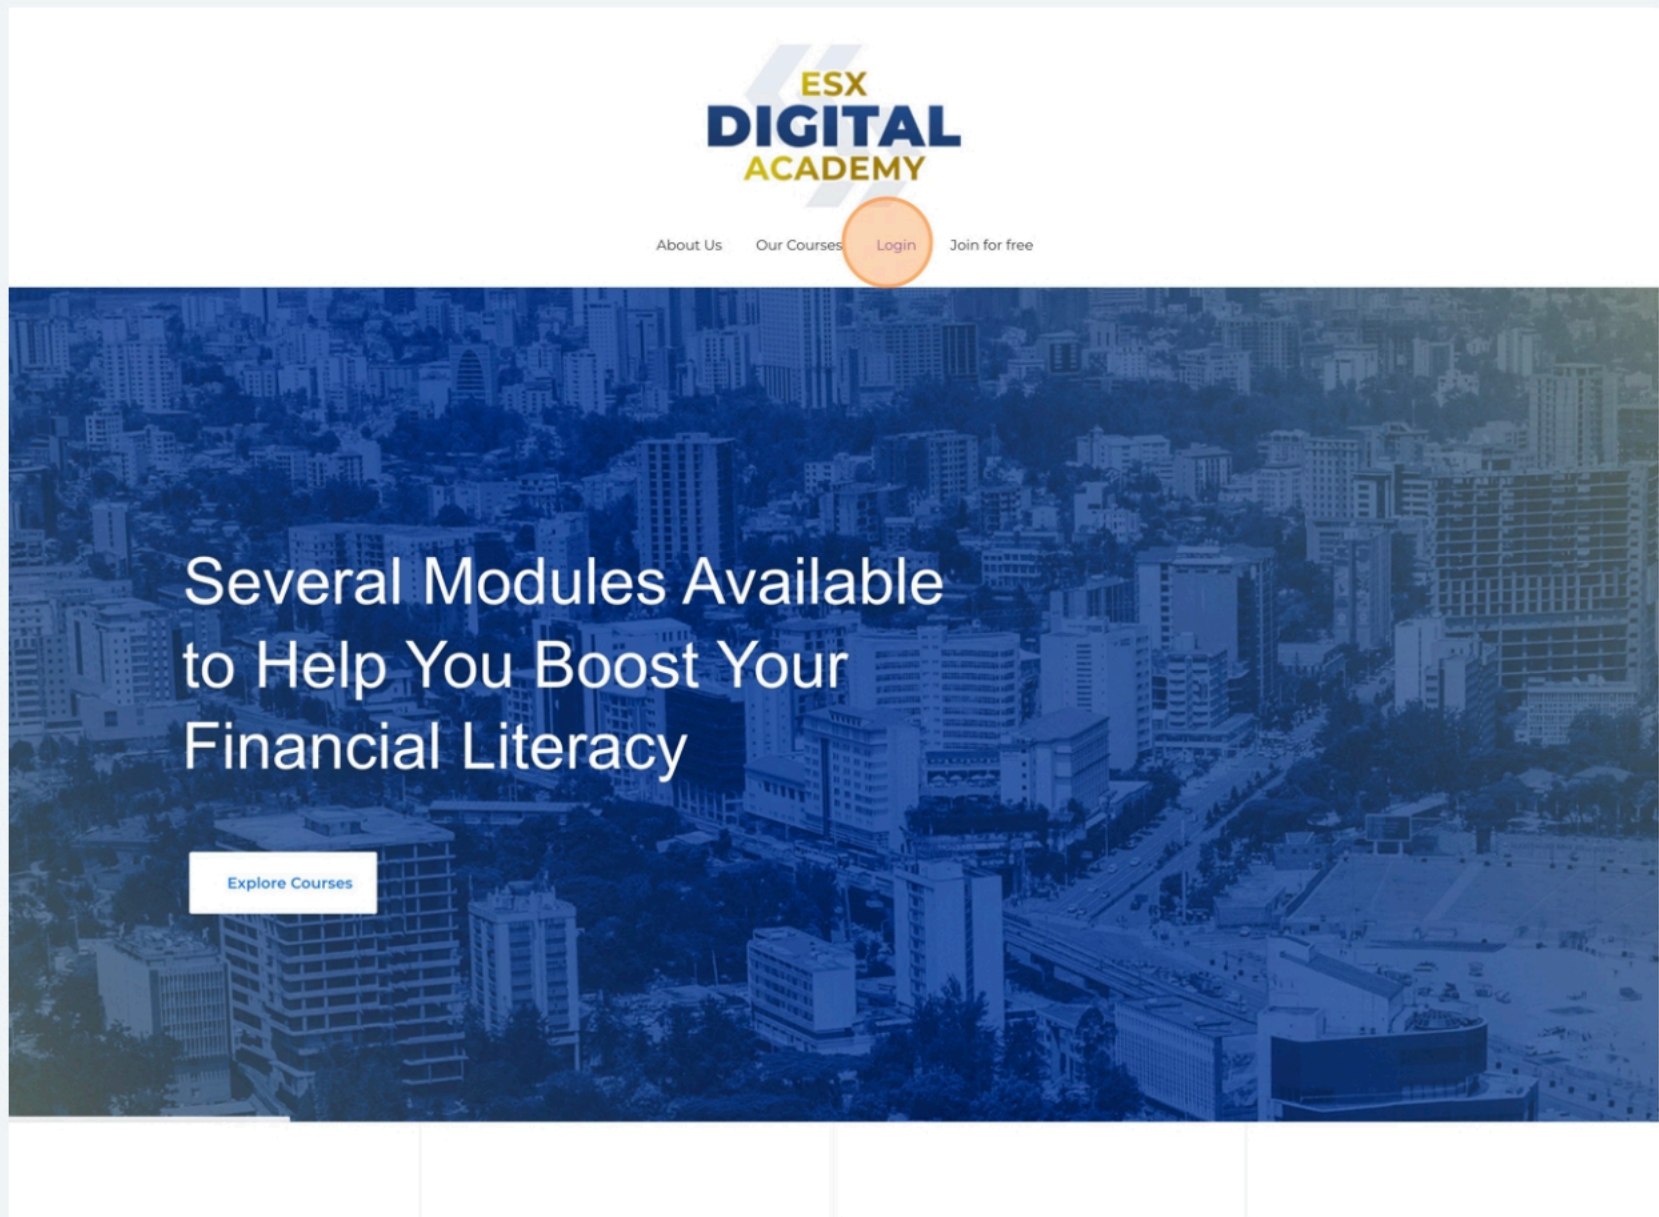 ESX
DIGITAL
ACADEMY
About Us Our Courses Login Join for free
Several Modules Available
to Help You Boost Your
Financial Literacy
Explore Courses